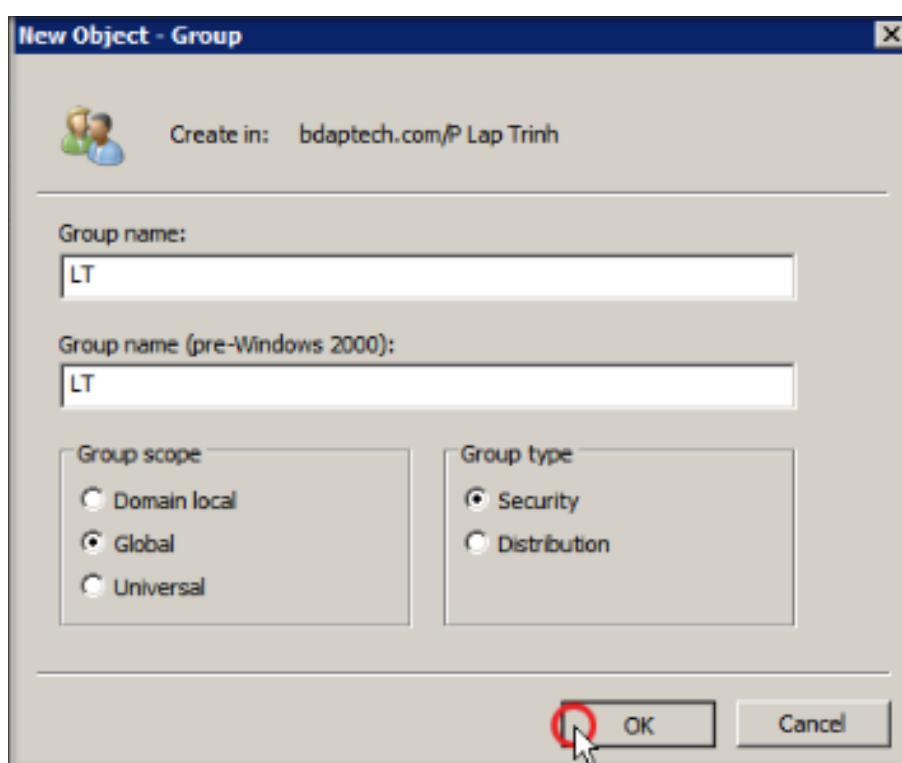 New Object - Group
Create in: bdaptech.com/P Lap Trinh
Group name:
LT
Group name (pre-Windows 2000):
LT
Group scope
Domain local
Global
Universal
Group type
Security
Distribution
OK
Cancel